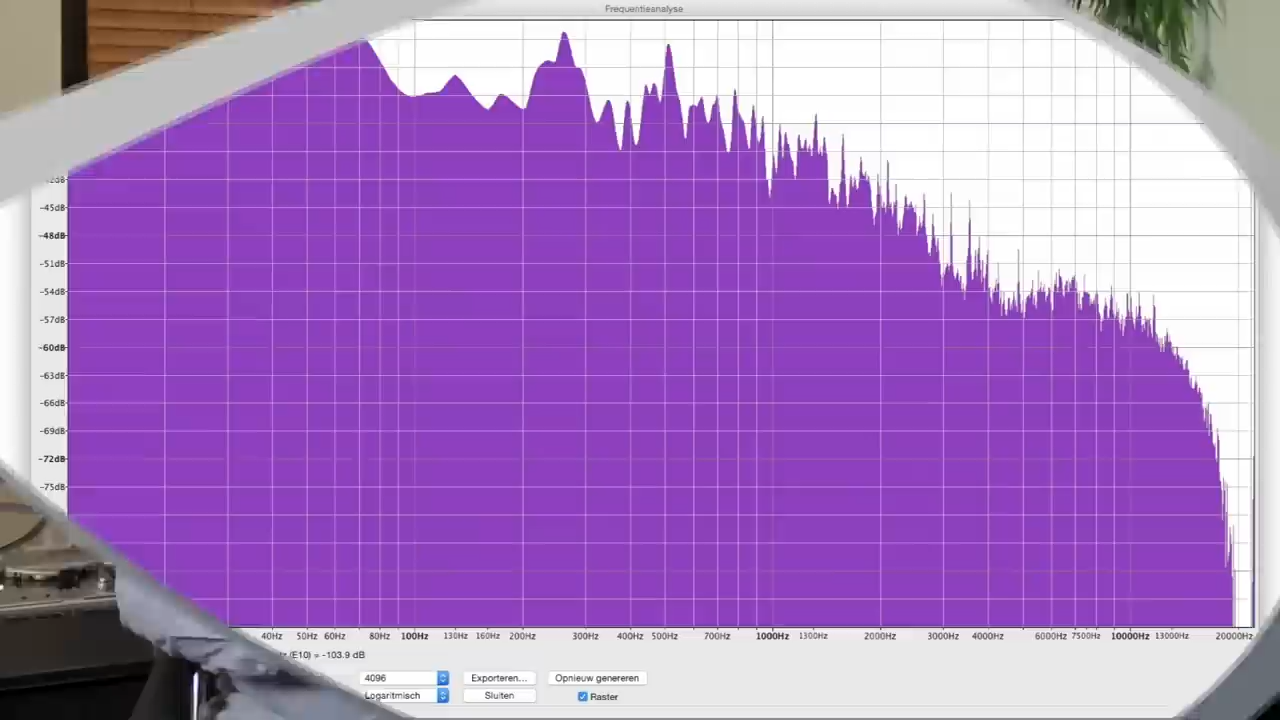 Frequentieanalyse
-45dB
-48dB
-51dB
-54dB
-57dB
-60dB
-63dB
-66dB
-69dB
-72dB
-75dB
40Hz 50Hz 60Hz 80Hz 100Hz 130Hz 160Hz 200Hz 300Hz 400Hz 500Hz 700Hz 1000Hz 1300Hz 2000Hz 3000Hz 4000Hz 6000Hz 7500Hz 10000Hz 13000Hz 20000Hz
(E10) = -103.9 dB
4096 Exporteren... Opnieuw genereren
Logaritmisch Sluiten Raster